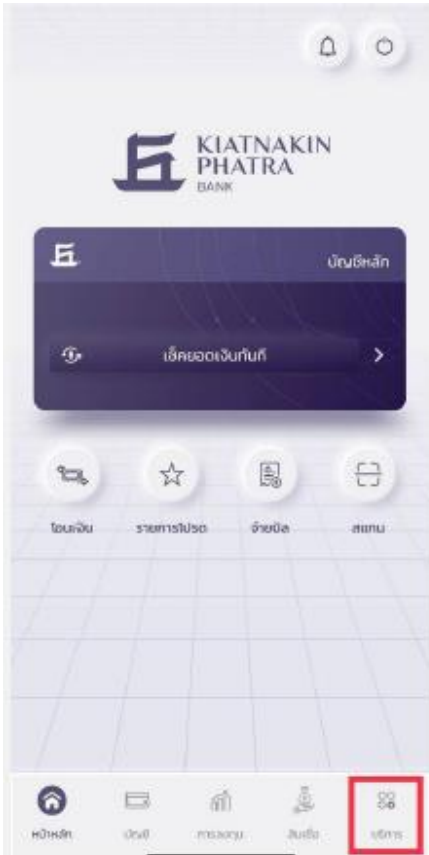 KIATNAKIN
PHATRA
BANK
บัญชีหลัก
เช็คยอดเงินทันที
โอนเงิน
รายการโปรด
จ่ายบิล
สแกน
หน้าหลัก
บัญชี
การลงทุน
สินเชื่อ
บริการ